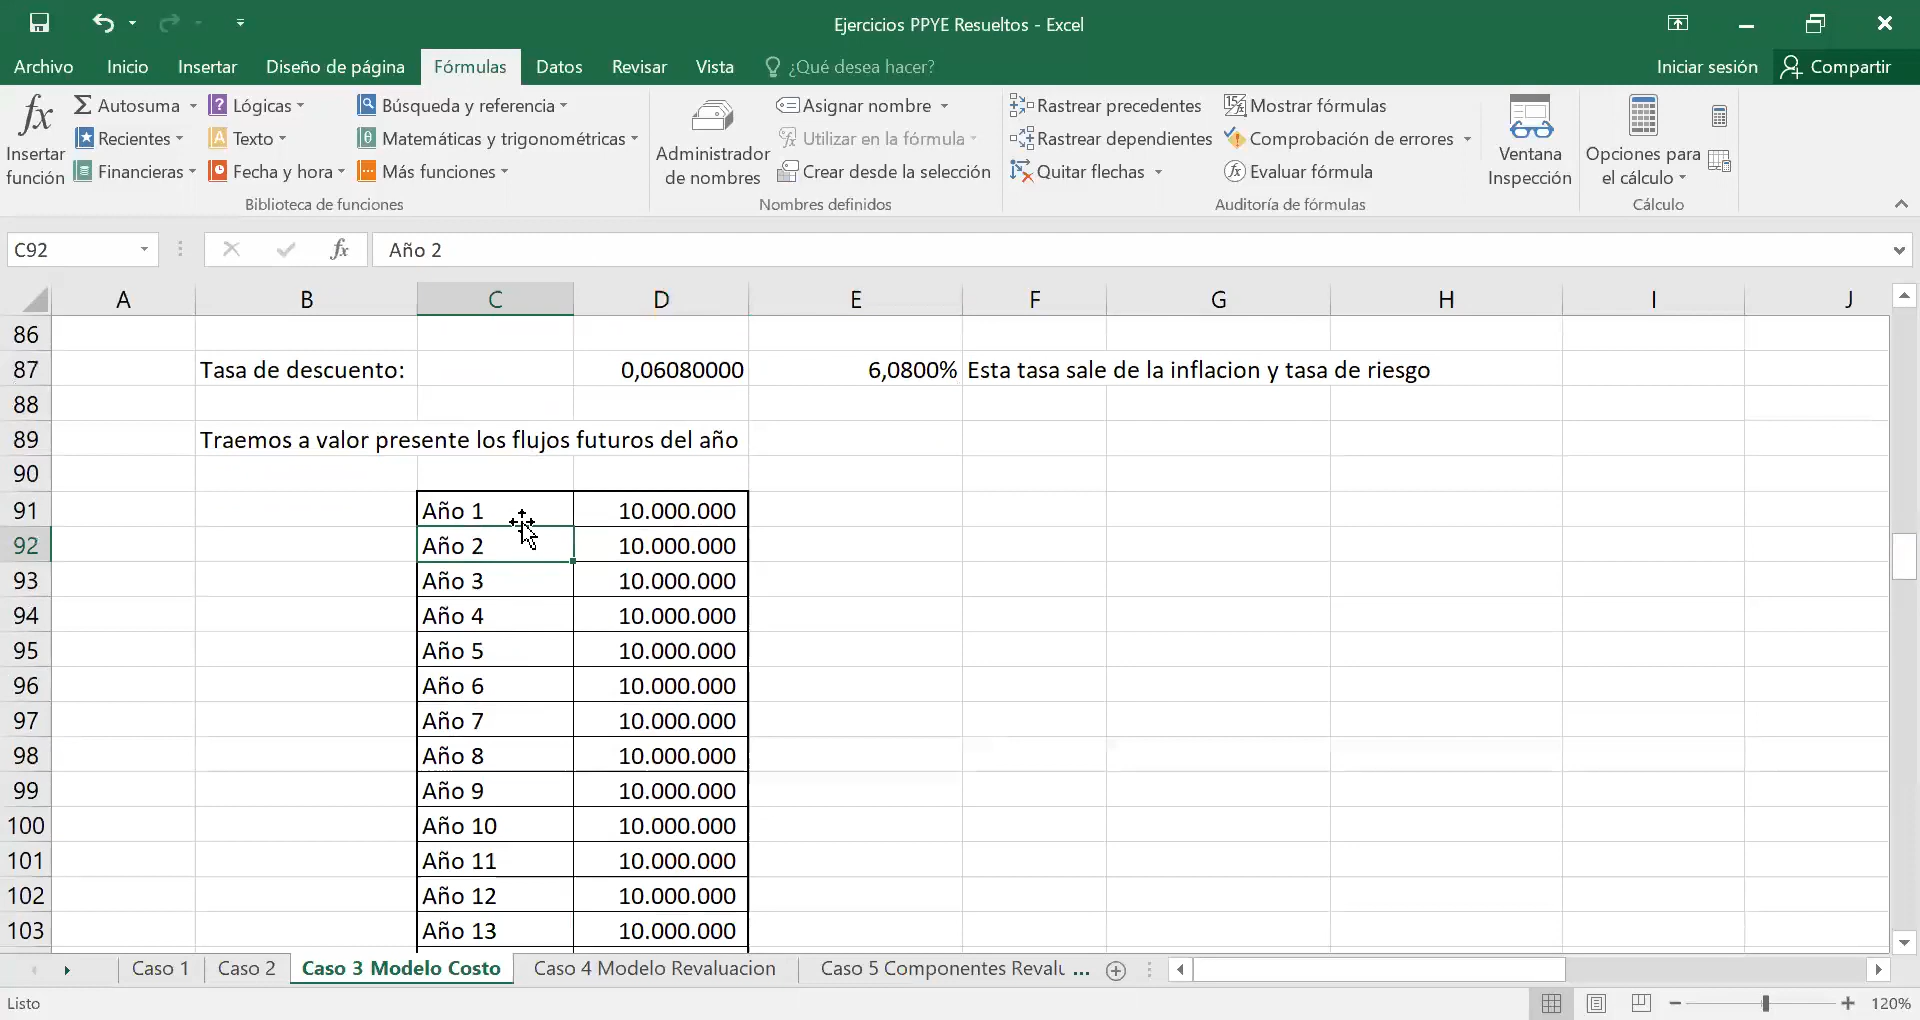 Ejercicios PPYE Resueltos - Excel
Archivo Inicio Insertar Diseño de página Fórmulas Datos Revisar Vista ¿Qué desea hacer? Iniciar sesión Compartir
fx Σ Autosuma ? Lógicas Búsqueda y referencia Asignar nombre Rastrear precedentes Mostrar fórmulas
Recientes A Texto θ Matemáticas y trigonométricas Utilizar en la fórmula Rastrear dependientes Comprobación de errores
Insertar función Financieras Fecha y hora Más funciones Administrador de nombres Crear desde la selección Quitar flechas fx Evaluar fórmula Ventana Inspección Opciones para el cálculo
Biblioteca de funciones Nombres definidos Auditoría de fórmulas Cálculo
C92 fx Año 2
A B C D E F G H I J
86
87 Tasa de descuento: 0,06080000 6,0800% Esta tasa sale de la inflacion y tasa de riesgo
88
89 Traemos a valor presente los flujos futuros del año
90
91 Año 1 10.000.000
92 Año 2 10.000.000
93 Año 3 10.000.000
94 Año 4 10.000.000
95 Año 5 10.000.000
96 Año 6 10.000.000
97 Año 7 10.000.000
98 Año 8 10.000.000
99 Año 9 10.000.000
100 Año 10 10.000.000
101 Año 11 10.000.000
102 Año 12 10.000.000
103 Año 13 10.000.000
Caso 1 Caso 2 Caso 3 Modelo Costo Caso 4 Modelo Revaluacion Caso 5 Componentes Revalu ...
Listo 120%